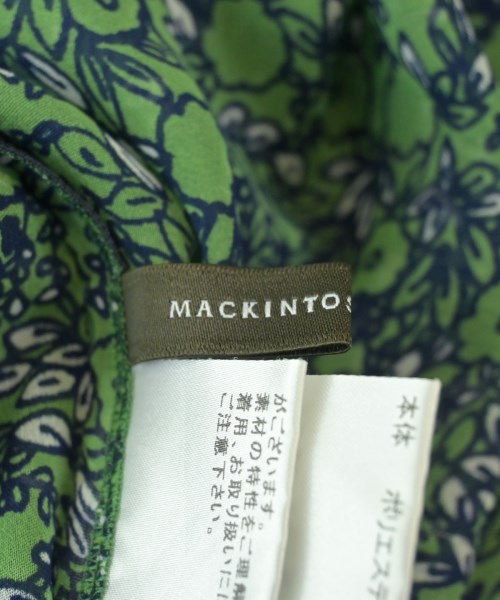 MACKINTOS
がございます。
素材の特性をご理解
着用、お取り扱いに
ご注意下さい。
本体 ポリエステ